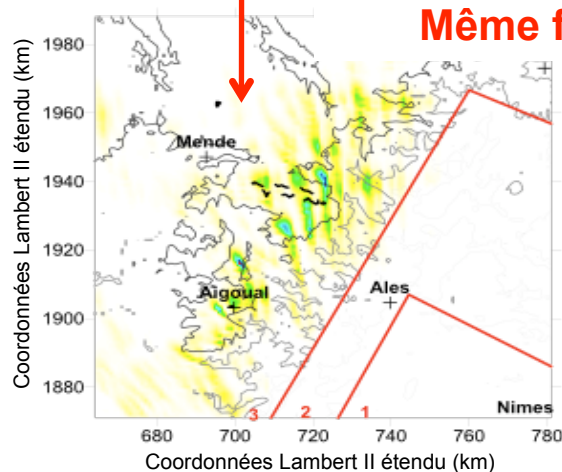 Même f
Coordonnées Lambert II étendu (km)
1980
1960
1940
1920
1900
1880
Mende
Aigoual
Ales
Nimes
3
2
1
680
700
720
740
760
780
Coordonnées Lambert II étendu (km)